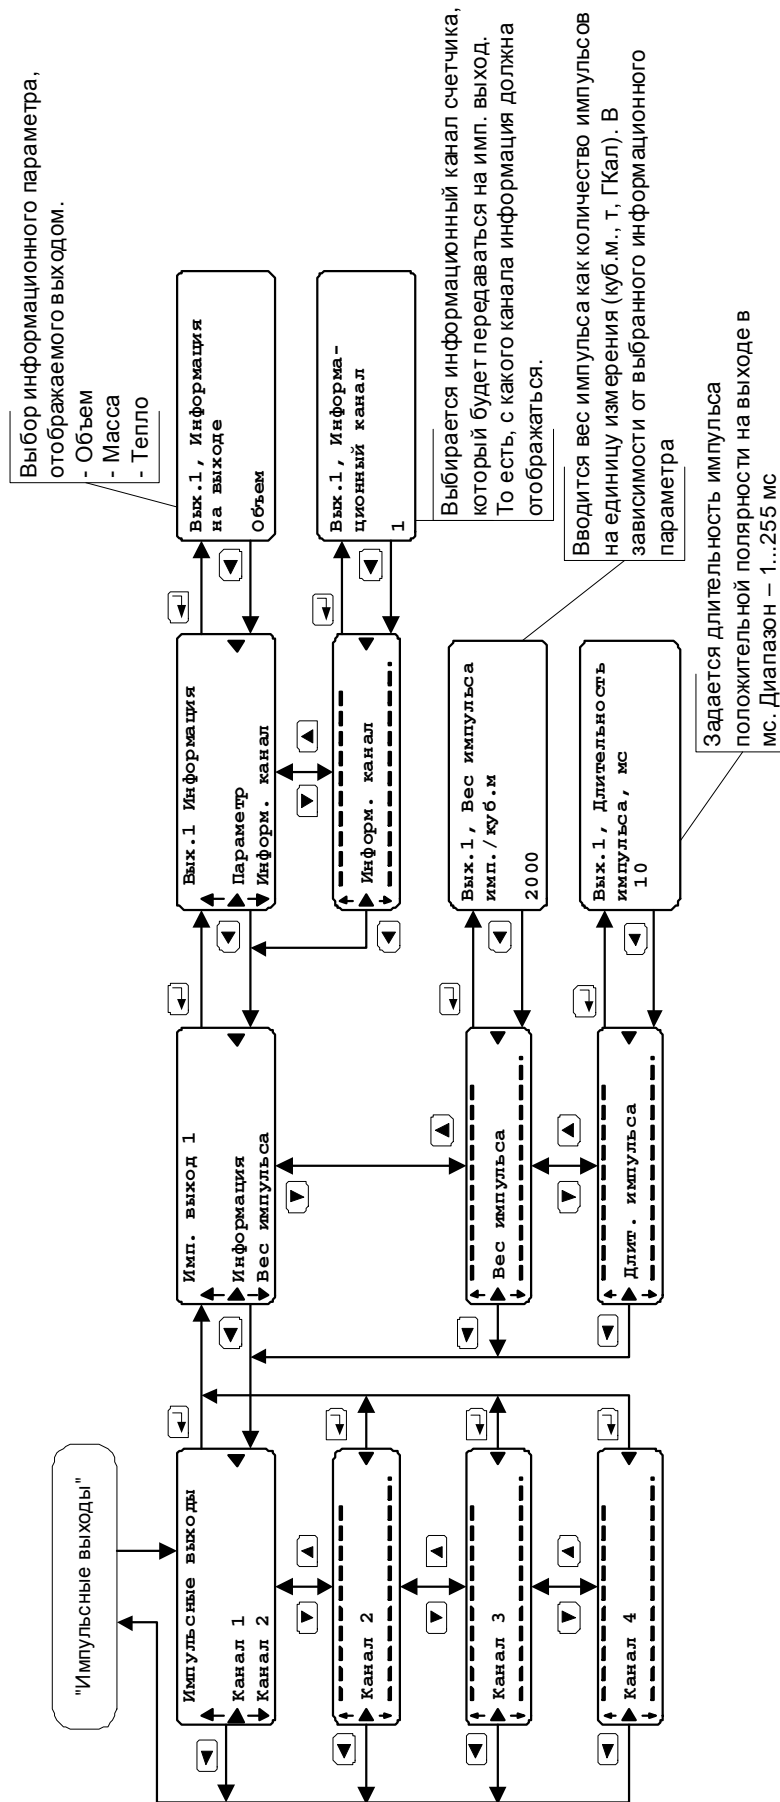 "Импульсные выходы"
Импульсные выходы
Канал 1
Канал 2
Канал 2
Канал 3
Канал 4
Имп. выход 1
Информация
Вес импульса
Вес импульса
Длит. импульса
Вых.1 Информация
Параметр
Информ. канал
Информ. канал
Вых.1, Информация
на выходе
Объем
Вых.1, Информа-
ционный канал
1
Вых.1, Вес импульса
имп./куб.м
2000
Вых.1, Длительность
импульса, мс
10
Выбор информационного параметра,
отображаемого выходом.
- Объем
- Масса
- Тепло
Выбирается информационный канал счетчика,
который будет передаваться на имп. выход.
То есть, с какого канала информация должна
отображаться.
Вводится вес импульса как количество импульсов
на единицу измерения (куб.м., т, ГКал). В
зависимости от выбранного информационного
параметра
Задается длительность импульса
положительной полярности на выходе в
мс. Диапазон – 1...255 мс